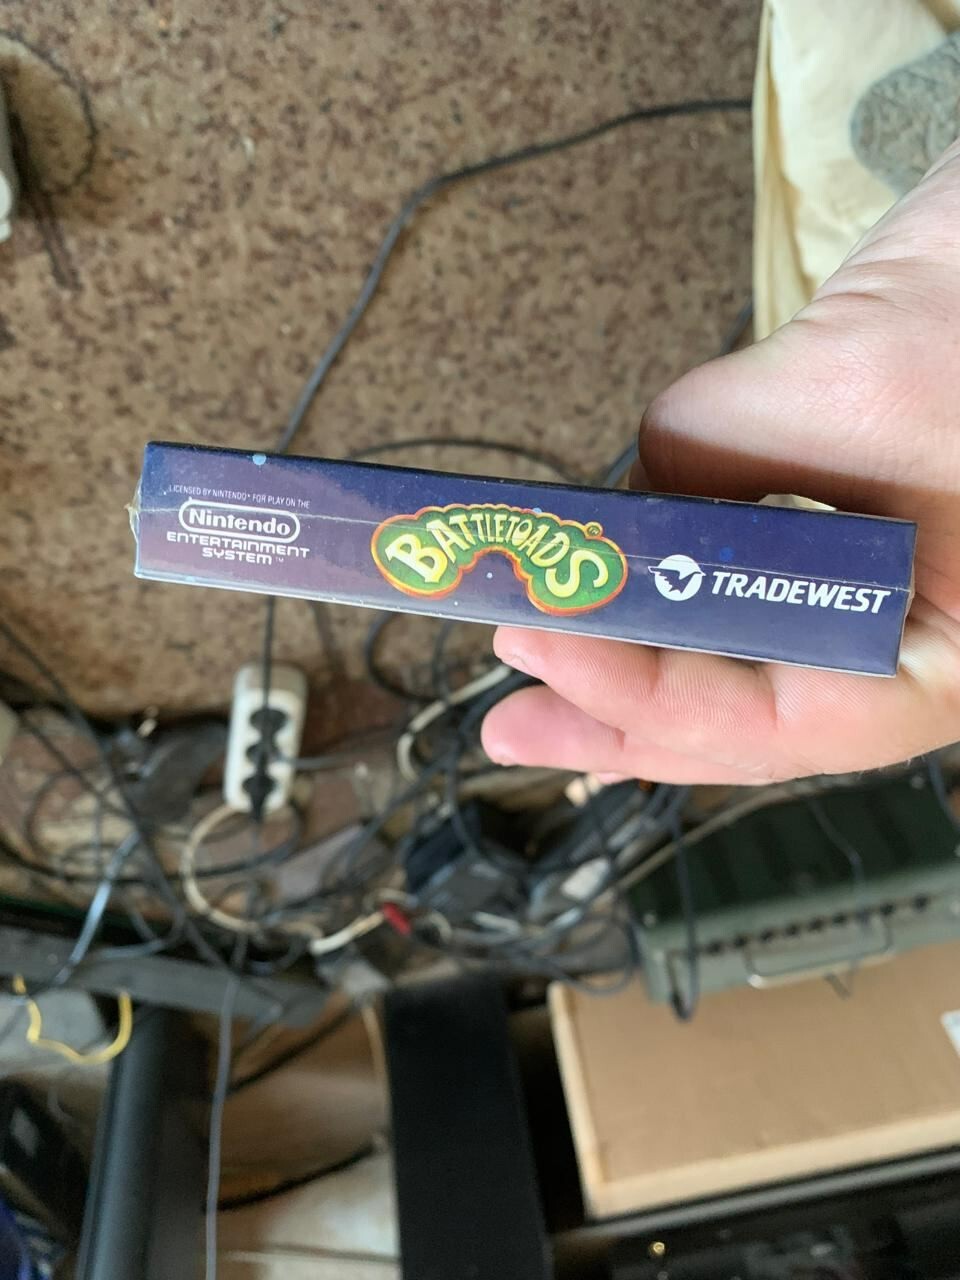 LICENSED BY NINTENDO® FOR PLAY ON THE
Nintendo
ENTERTAINMENT
SYSTEM™
BATTLETOADS
TRADEWEST